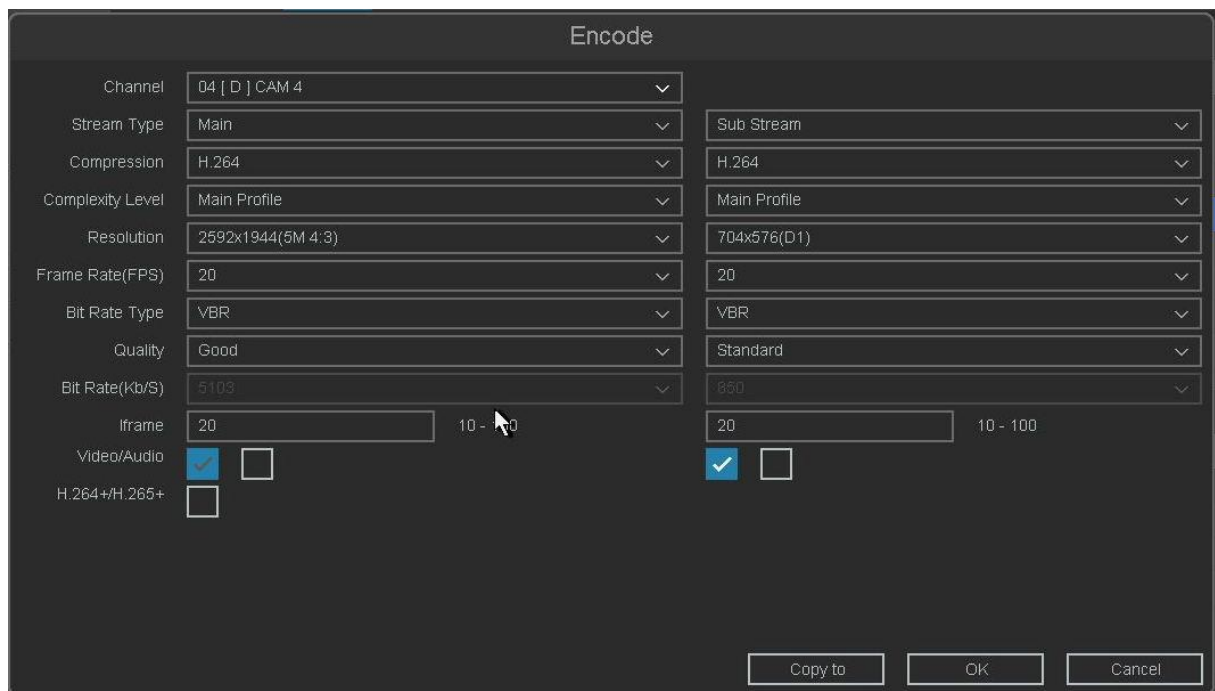 Encode
Channel 04 [ D ] CAM 4
Stream Type Main Sub Stream
Compression H.264 H.264
Complexity Level Main Profile Main Profile
Resolution 2592x1944(5M 4:3) 704x576(D1)
Frame Rate(FPS) 20 20
Bit Rate Type VBR VBR
Quality Good Standard
Bit Rate(Kb/S) 5103 850
Iframe 20 10 - 20 10 - 100
Video/Audio
H.264+/H.265+
Copy to OK Cancel